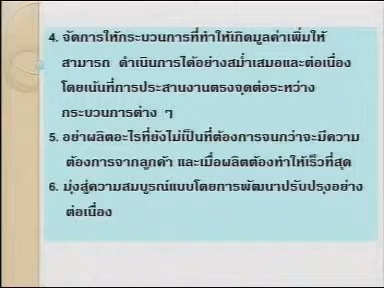 4. จัดการให้กระบวนการที่ทำให้เกิดมูลค่าเพิ่มให้
สามารถ ดำเนินการได้อย่างสม่ำเสมอและต่อเนื่อง
โดยเน้นที่การประสานงานตรงจุดต่อระหว่าง
กระบวนการต่าง ๆ
5. อย่าผลิตอะไรที่ยังไม่เป็นที่ต้องการจนกว่าจะมีความ
ต้องการจากลูกค้า และเมื่อผลิตต้องทำให้เร็วที่สุด
6. มุ่งสู่ความสมบูรณ์แบบโดยการพัฒนาปรับปรุงอย่าง
ต่อเนื่อง